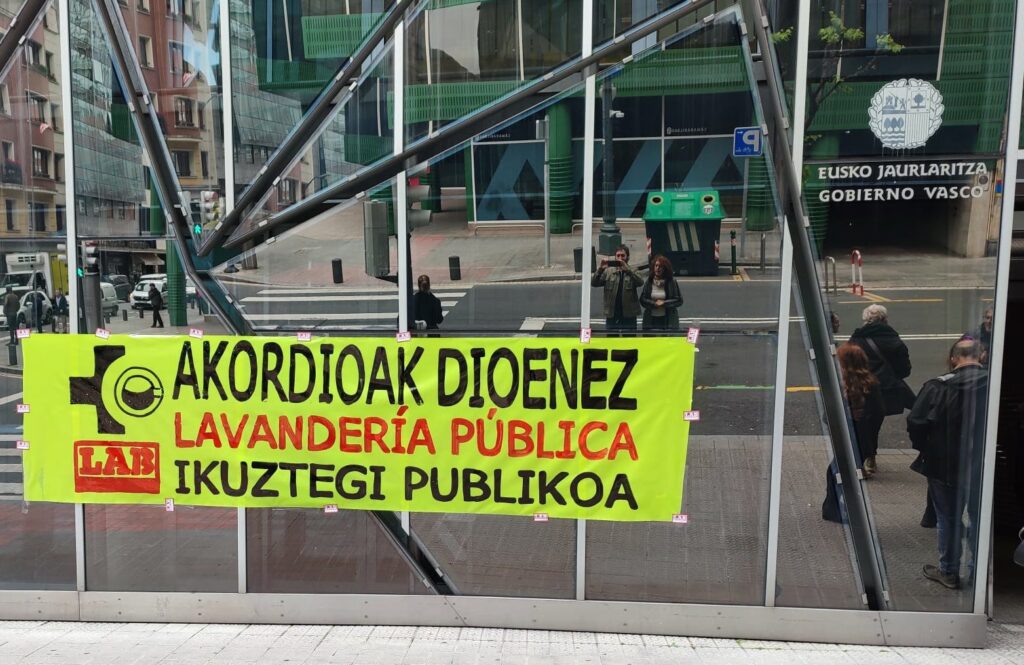 EUSKO JAURLARITZA
GOBIERNO VASCO
P
AKORDIOAK DIOENEZ
LAVANDERÍA PÚBLICA
LAB
IKUZTEGI PUBLIKOA